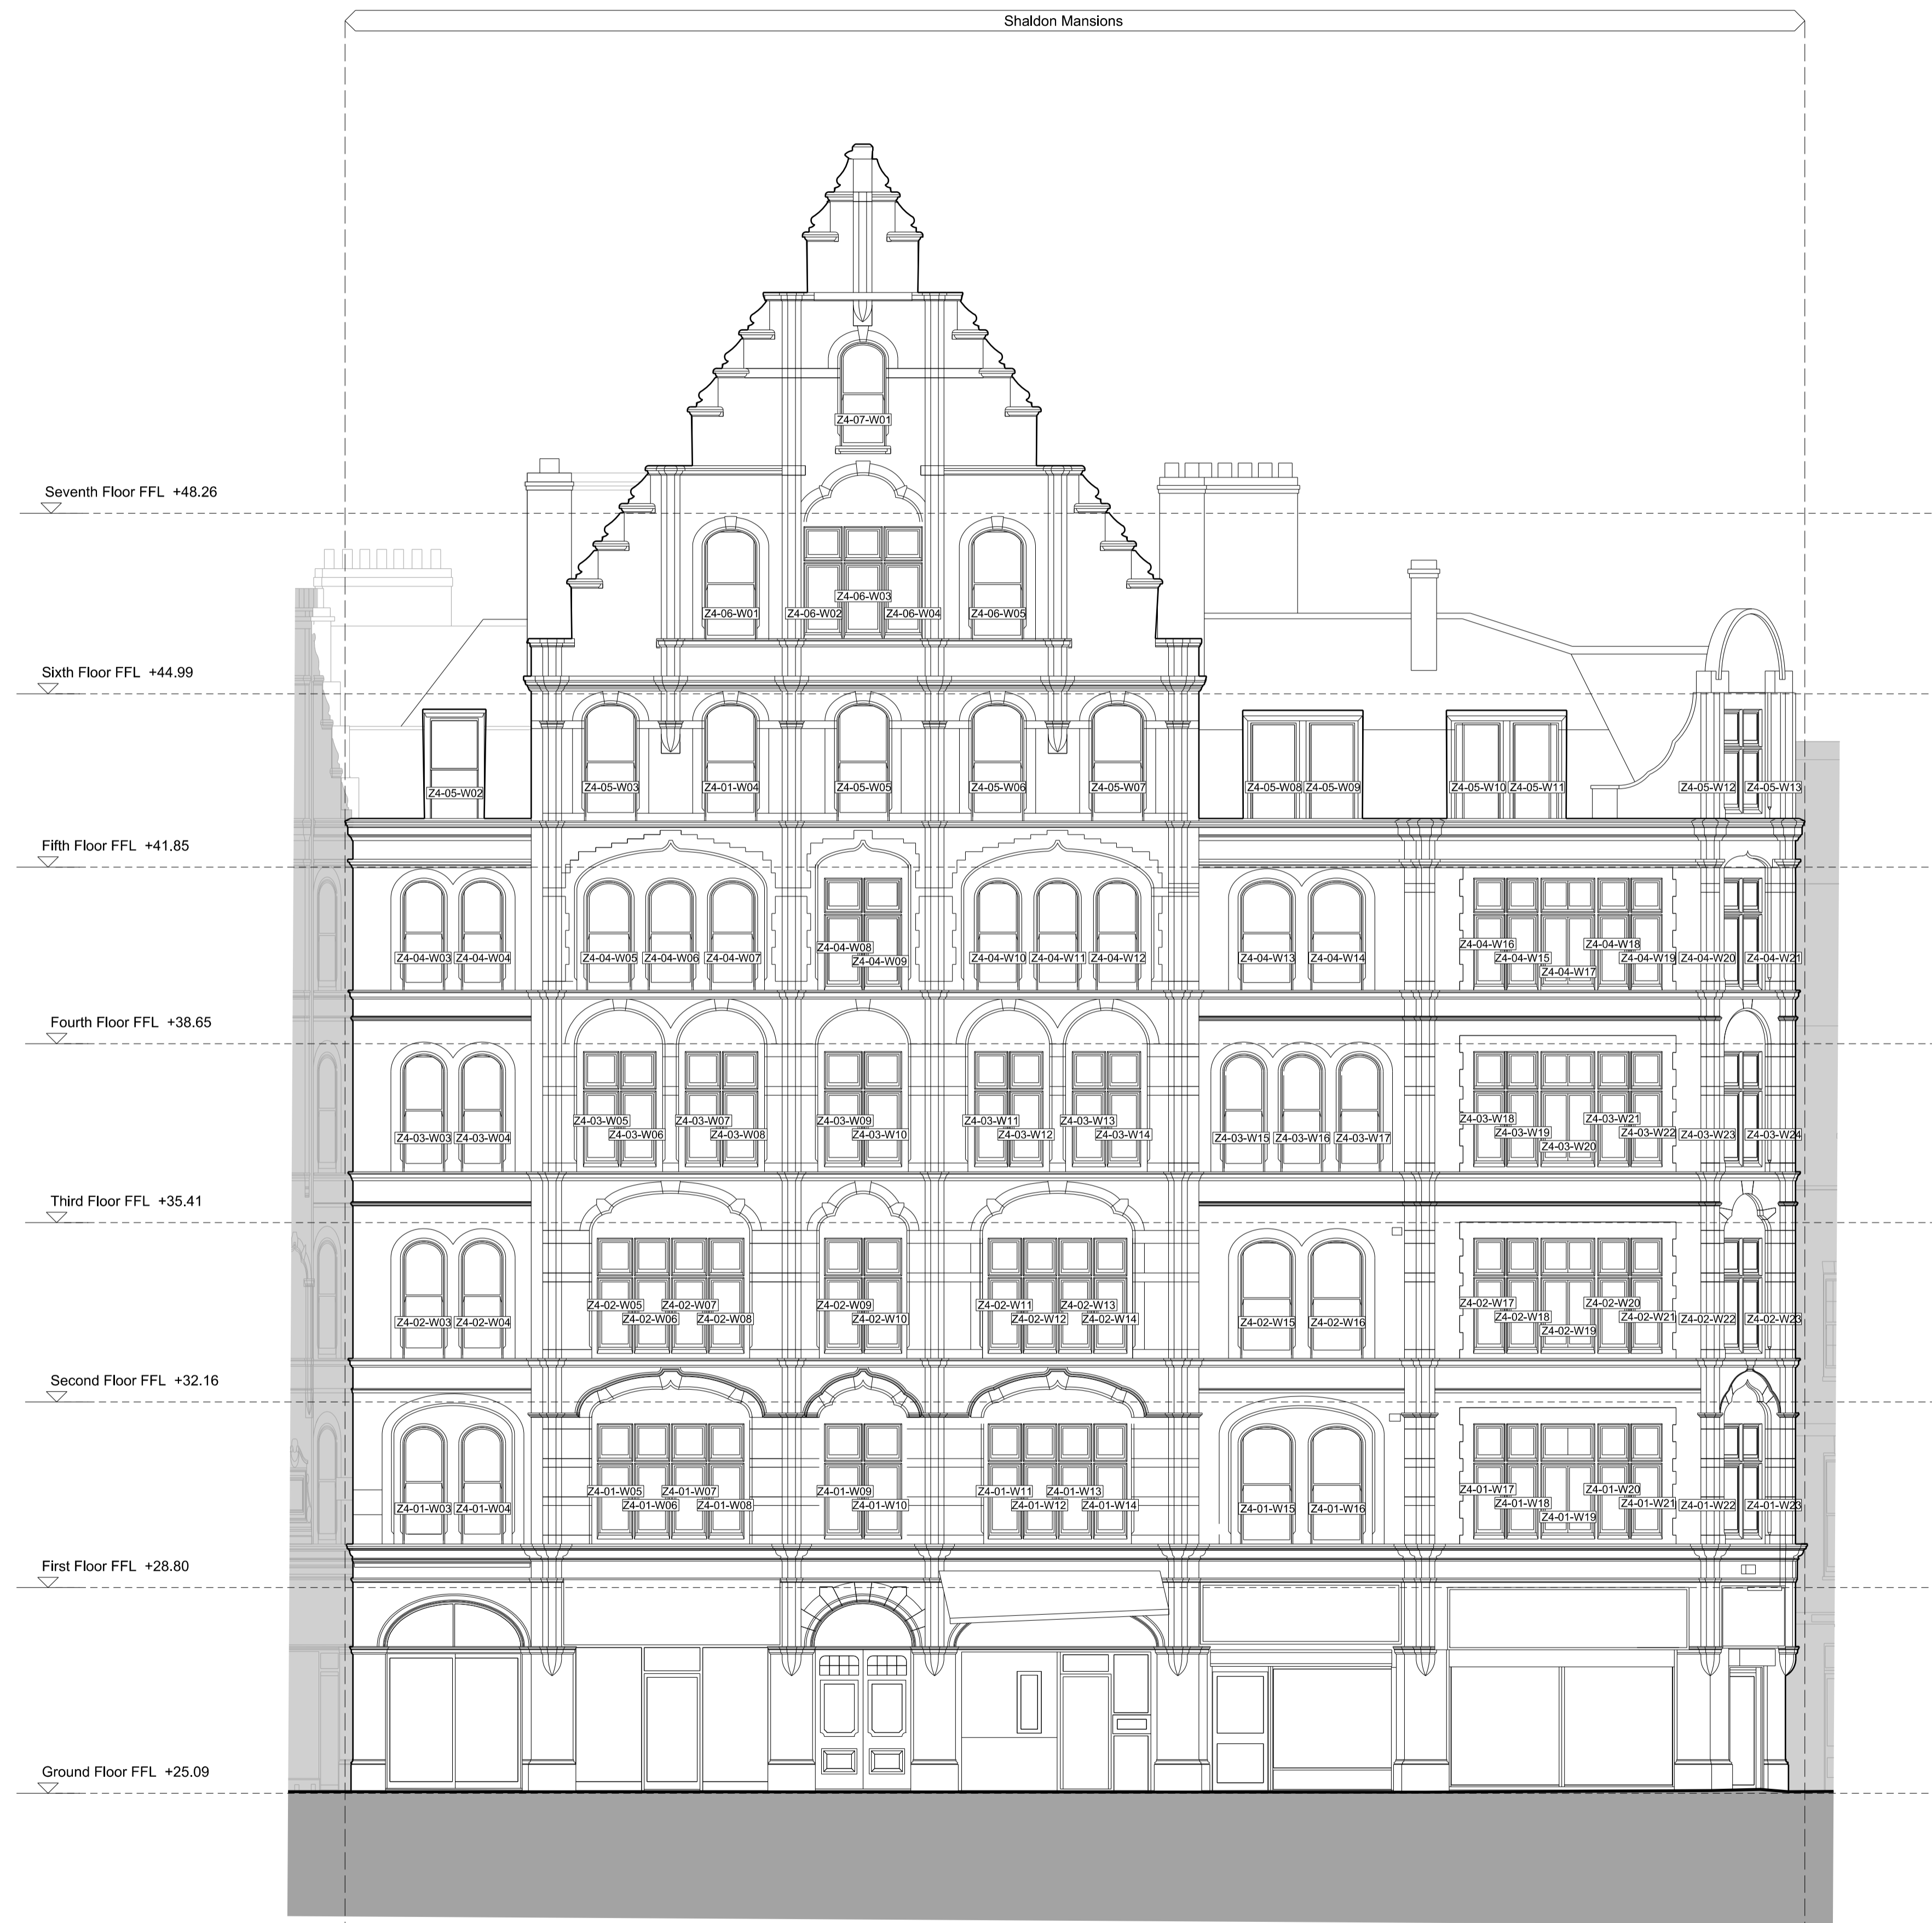 Shaldon Mansions
Z4-07-W01
Seventh Floor FFL +48.26
Z4-06-W03
Z4-06-W01 Z4-06-W02 Z4-06-W04 Z4-06-W05
Sixth Floor FFL +44.99
Z4-05-W02 Z4-05-W03 Z4-01-W04 Z4-05-W05 Z4-05-W06 Z4-05-W07 Z4-05-W08 Z4-05-W09 Z4-05-W10 Z4-05-W11 Z4-05-W12 Z4-05-W13
Fifth Floor FFL +41.85
Z4-04-W08 Z4-04-W16 Z4-04-W18
Z4-04-W03 Z4-04-W04 Z4-04-W05 Z4-04-W06 Z4-04-W07 Z4-04-W09 Z4-04-W10 Z4-04-W11 Z4-04-W12 Z4-04-W13 Z4-04-W14 Z4-04-W15 Z4-04-W19 Z4-04-W20 Z4-04-W21
Z4-04-W17
Fourth Floor FFL +38.65
Z4-03-W05 Z4-03-W07 Z4-03-W09 Z4-03-W11 Z4-03-W13 Z4-03-W18 Z4-03-W21
Z4-03-W03 Z4-03-W04 Z4-03-W06 Z4-03-W08 Z4-03-W10 Z4-03-W12 Z4-03-W14 Z4-03-W15 Z4-03-W16 Z4-03-W17 Z4-03-W19 Z4-03-W22 Z4-03-W23 Z4-03-W24
Z4-03-W20
Third Floor FFL +35.41
Z4-02-W05 Z4-02-W07 Z4-02-W09 Z4-02-W11 Z4-02-W13 Z4-02-W17 Z4-02-W20
Z4-02-W03 Z4-02-W04 Z4-02-W06 Z4-02-W08 Z4-02-W10 Z4-02-W12 Z4-02-W14 Z4-02-W15 Z4-02-W16 Z4-02-W18 Z4-02-W21 Z4-02-W22 Z4-02-W23
Z4-02-W19
Second Floor FFL +32.16
Z4-01-W05 Z4-01-W07 Z4-01-W09 Z4-01-W11 Z4-01-W13 Z4-01-W17 Z4-01-W20
Z4-01-W03 Z4-01-W04 Z4-01-W06 Z4-01-W08 Z4-01-W10 Z4-01-W12 Z4-01-W14 Z4-01-W15 Z4-01-W16 Z4-01-W18 Z4-01-W21 Z4-01-W22 Z4-01-W23
Z4-01-W19
First Floor FFL +28.80
Ground Floor FFL +25.09